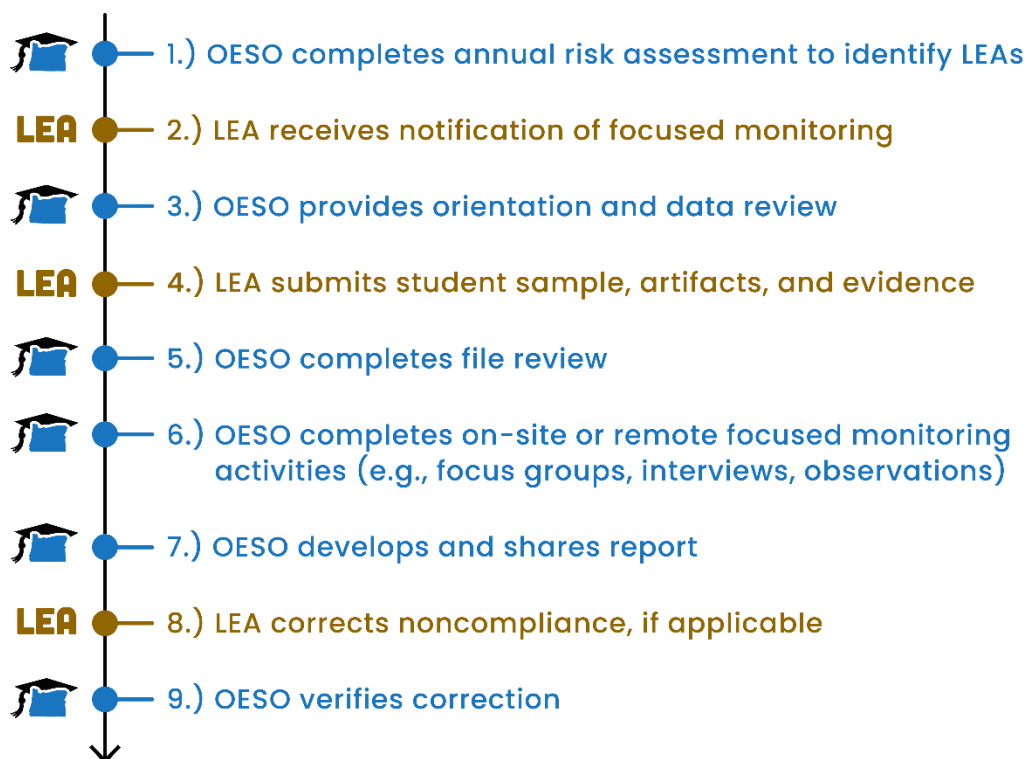 1.) OESO completes annual risk assessment to identify LEAs
LEA 2.) LEA receives notification of focused monitoring
3.) OESO provides orientation and data review
LEA 4.) LEA submits student sample, artifacts, and evidence
5.) OESO completes file review
6.) OESO completes on-site or remote focused monitoring
activities (e.g., focus groups, interviews, observations)
7.) OESO develops and shares report
LEA 8.) LEA corrects noncompliance, if applicable
9.) OESO verifies correction